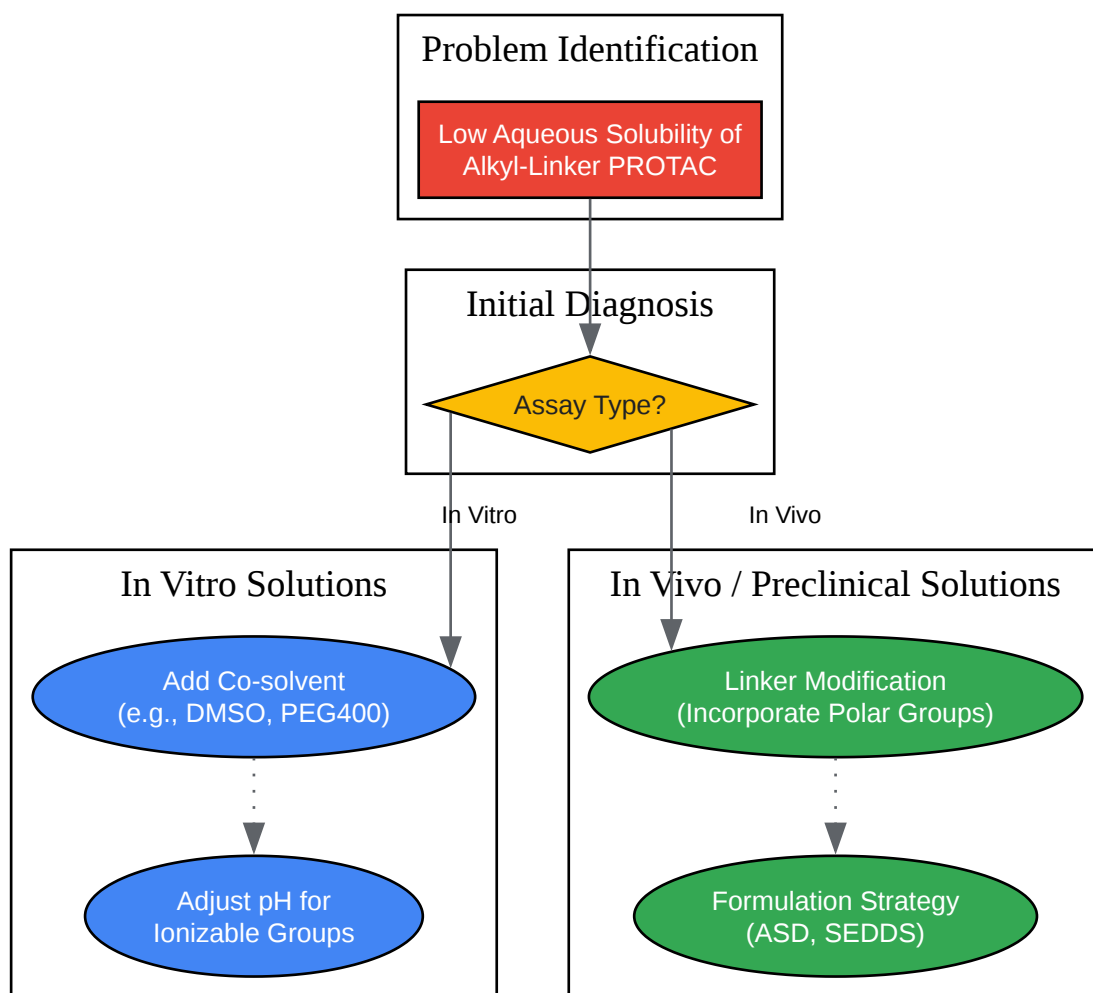 Problem Identification
Low Aqueous Solubility of
Alkyl-Linker PROTAC
Initial Diagnosis
Assay Type?
In Vitro
In Vivo
In Vitro Solutions
Add Co-solvent
(e.g., DMSO, PEG400)
Adjust pH for
Ionizable Groups
In Vivo / Preclinical Solutions
Linker Modification
(Incorporate Polar Groups)
Formulation Strategy
(ASD, SEDDS)